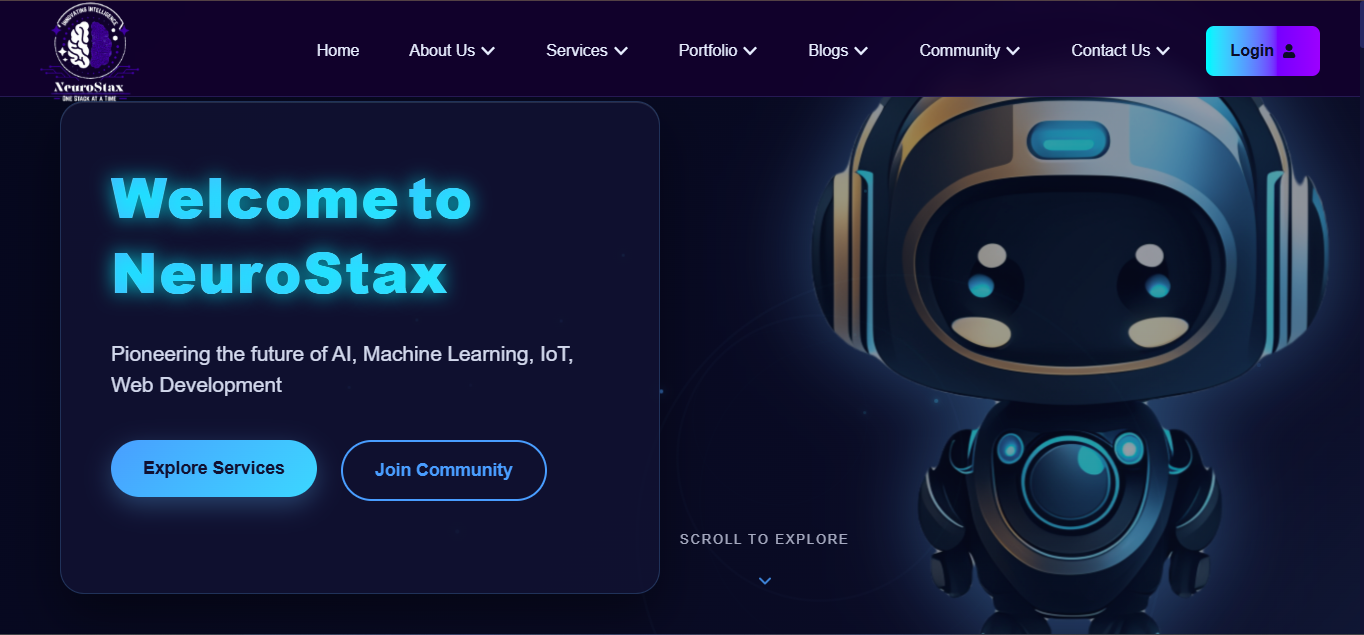 INNOVATING INTELLIGENCE
NeuroStax
ONE STACK AT A TIME
Home
About Us
Services
Portfolio
Blogs
Community
Contact Us
Login
Welcome to
NeuroStax
Pioneering the future of AI, Machine Learning, IoT,
Web Development
Explore Services
Join Community
SCROLL TO EXPLORE